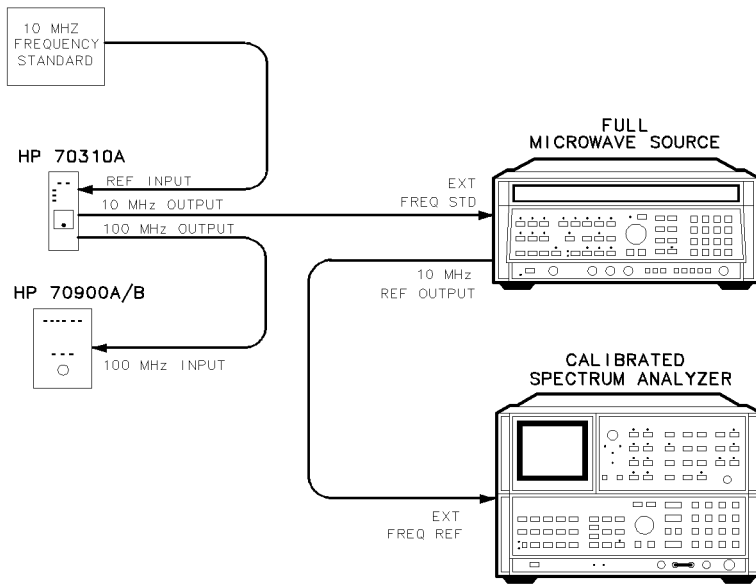 10 MHZ
FREQUENCY
STANDARD
HP 70310A
REF INPUT
10 MHz OUTPUT
100 MHz OUTPUT
HP 70900A/B
100 MHz INPUT
FULL
MICROWAVE SOURCE
EXT
FREQ STD
10 MHz
REF OUTPUT
CALIBRATED
SPECTRUM ANALYZER
EXT
FREQ REF